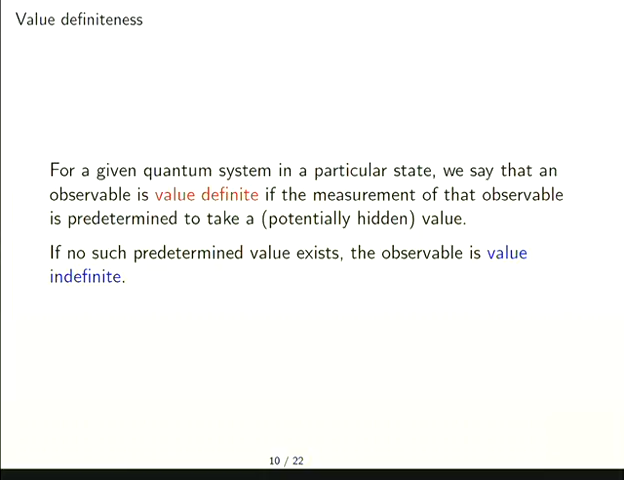 Value definiteness
For a given quantum system in a particular state, we say that an
observable is value definite if the measurement of that observable
is predetermined to take a (potentially hidden) value.
If no such predetermined value exists, the observable is value
indefinite.
10 / 22